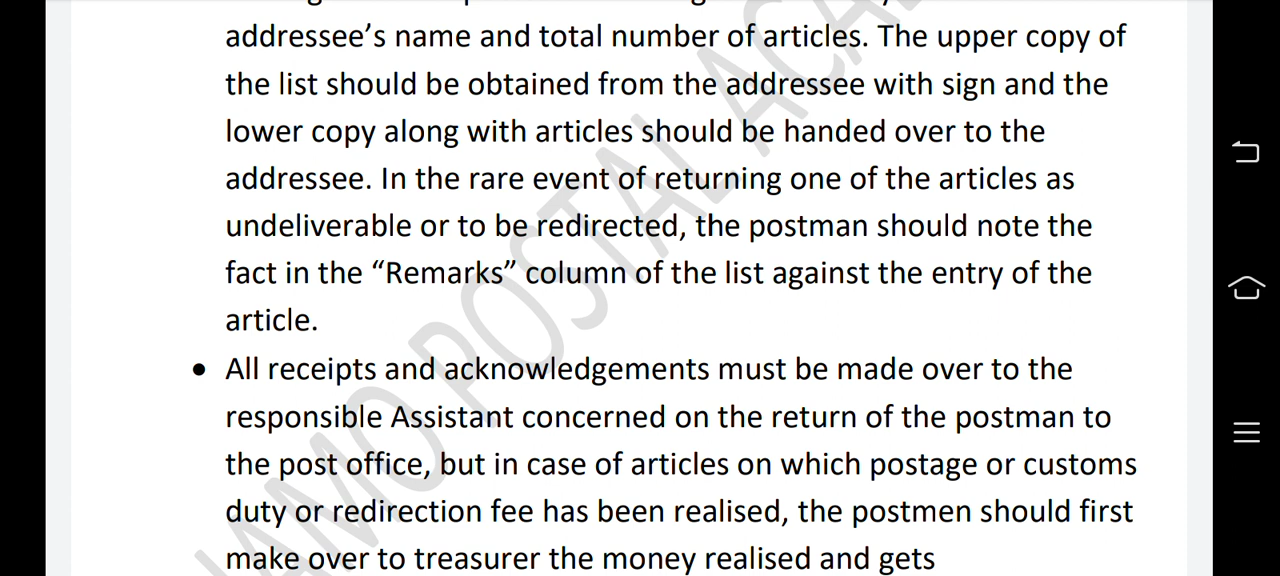 addressee’s name and total number of articles. The upper copy of
the list should be obtained from the addressee with sign and the
lower copy along with articles should be handed over to the
addressee. In the rare event of returning one of the articles as
undeliverable or to be redirected, the postman should note the
fact in the “Remarks” column of the list against the entry of the
article.
• All receipts and acknowledgements must be made over to the
responsible Assistant concerned on the return of the postman to
the post office, but in case of articles on which postage or customs
duty or redirection fee has been realised, the postmen should first
make over to treasurer the money realised and gets
POSTAL